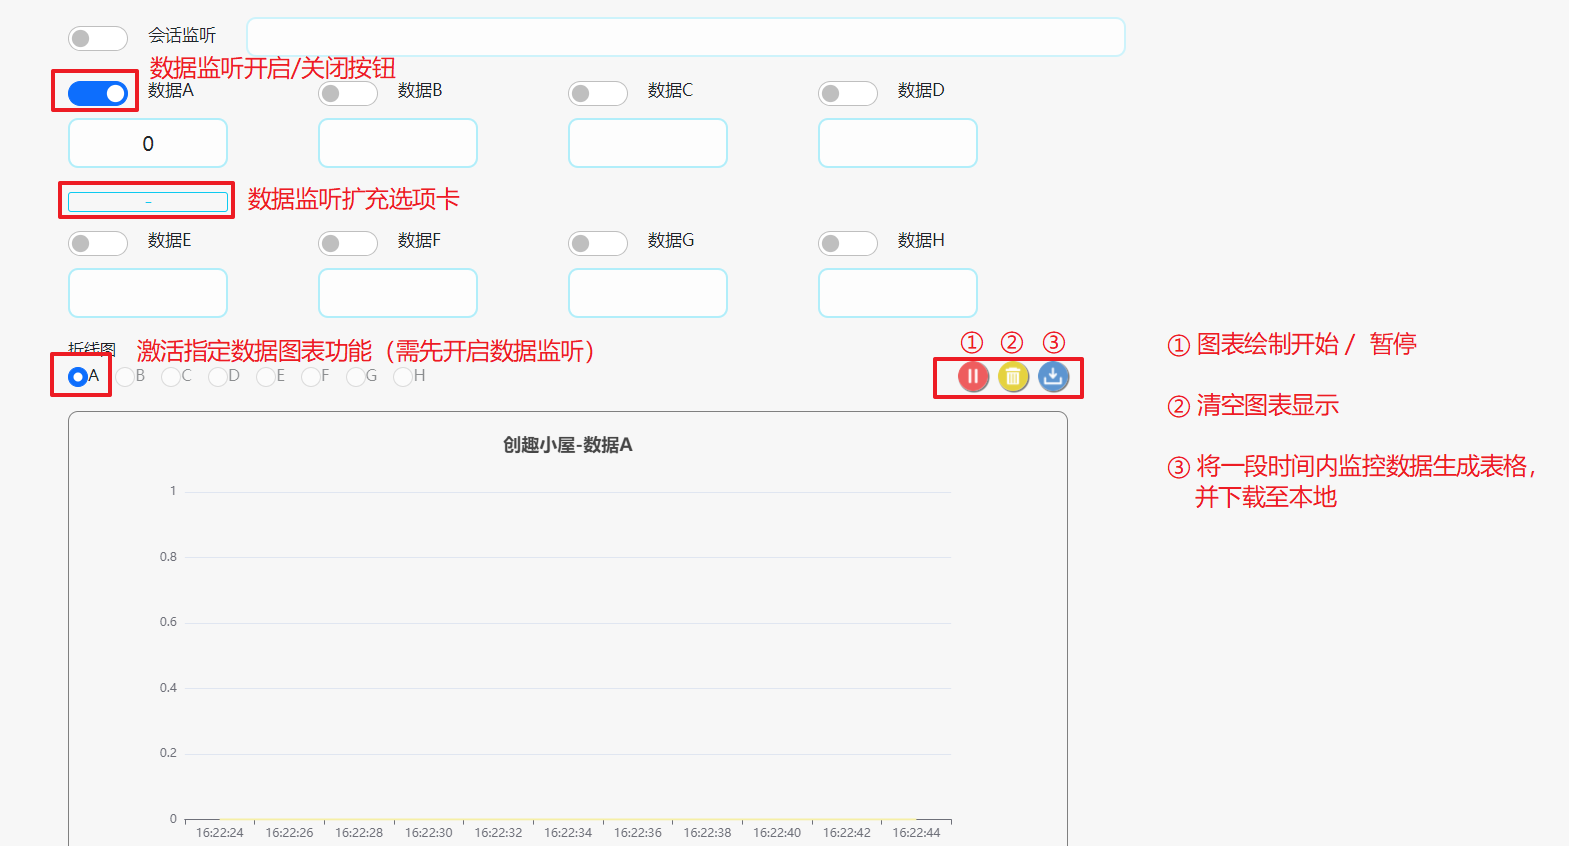 会话监听
数据监听开启/关闭按钮
数据A
数据B
数据C
数据D
0
-
数据监听扩充选项卡
数据E
数据F
数据G
数据H
折线图
激活指定数据图表功能（需先开启数据监听）
A
B
C
D
E
F
G
H
① ② ③
① 图表绘制开始 / 暂停
② 清空图表显示
③ 将一段时间内监控数据生成表格，
并下载至本地
创趣小屋-数据A
1
0.8
0.6
0.4
0.2
0
16:22:24 16:22:26 16:22:28 16:22:30 16:22:32 16:22:34 16:22:36 16:22:38 16:22:40 16:22:42 16:22:44